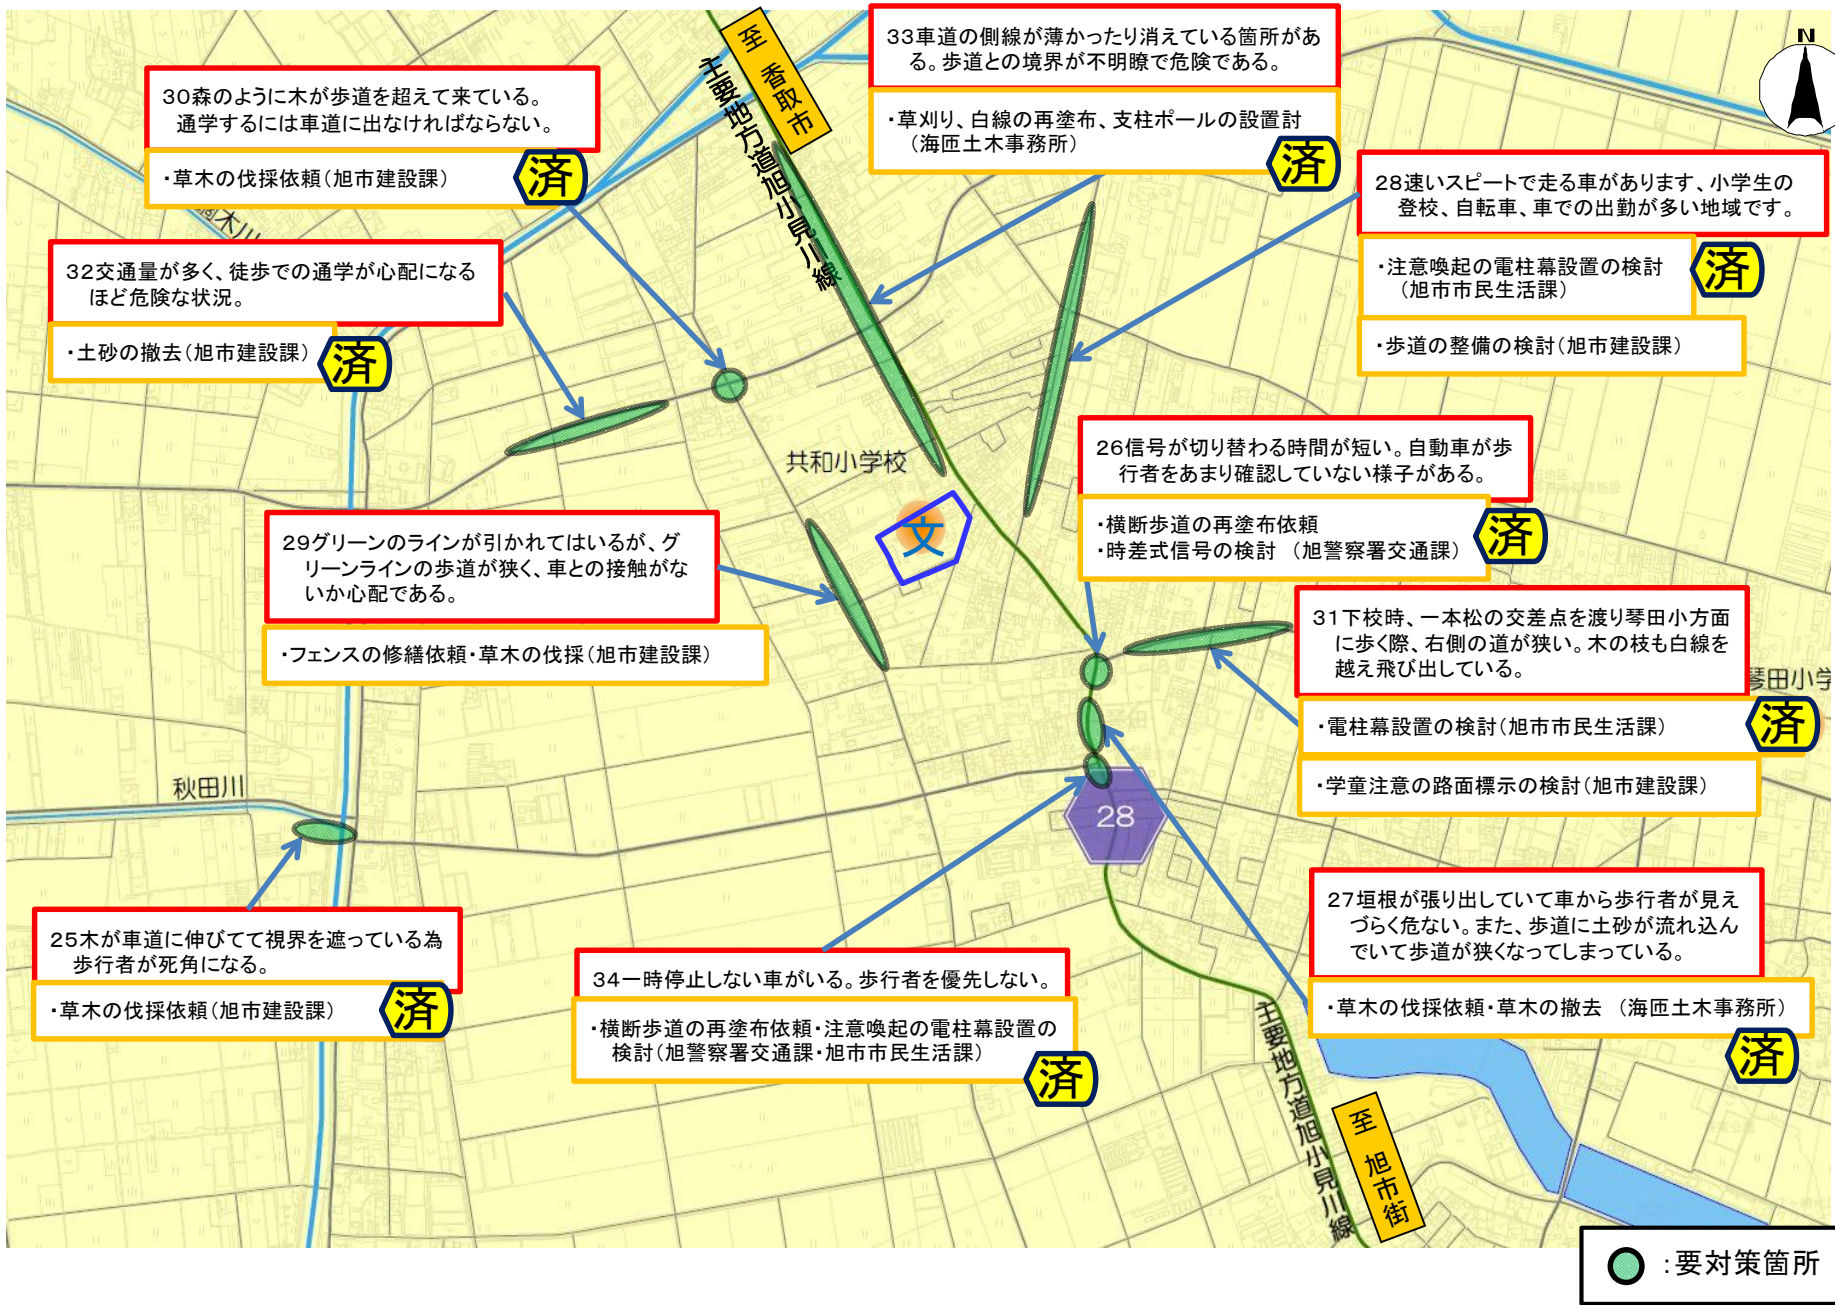 至 香取市
主要地方道旭小見川線
N
33車道の側線が薄かったり消えている箇所があ
る。歩道との境界が不明瞭で危険である。
・草刈り、白線の再塗布、支柱ポールの設置計
（海匝土木事務所）
済
30森のように木が歩道を超えて来ている。
通学するには車道に出なければならない。
・草木の伐採依頼（旭市建設課）
済
28速いスピートで走る車があります、小学生の
登校、自転車、車での出勤が多い地域です。
・注意喚起の電柱幕設置の検討
（旭市市民生活課）
済
・歩道の整備の検討（旭市建設課）
32交通量が多く、徒歩での通学が心配になる
ほど危険な状況。
・土砂の撤去（旭市建設課）
済
共和小学校
文
26信号が切り替わる時間が短い。自動車が歩
行者をあまり確認していない様子がある。
・横断歩道の再塗布依頼
・時差式信号の検討 （旭警察署交通課）
済
29グリーンのラインが引かれてはいるが、グ
リーンラインの歩道が狭く、車との接触がな
いか心配である。
・フェンスの修繕依頼・草木の伐採（旭市建設課）
31下校時、一本松の交差点を渡り琴田小方面
に歩く際、右側の道が狭い。木の枝も白線を
越え飛び出している。
・電柱幕設置の検討（旭市市民生活課）
済
・学童注意の路面標示の検討（旭市建設課）
琴田小学
秋田川
28
25木が車道に伸びてて視界を遮っている為
歩行者が死角になる。
・草木の伐採依頼（旭市建設課）
済
34一時停止しない車がいる。歩行者を優先しない。
・横断歩道の再塗布依頼・注意喚起の電柱幕設置の
検討（旭警察署交通課・旭市市民生活課）
済
27垣根が張り出していて車から歩行者が見え
づらく危ない。また、歩道に土砂が流れ込ん
でいて歩道が狭くなってしまっている。
・草木の伐採依頼・草木の撤去 （海匝土木事務所）
済
主要地方道旭小見川線
至 旭市街
：要対策箇所